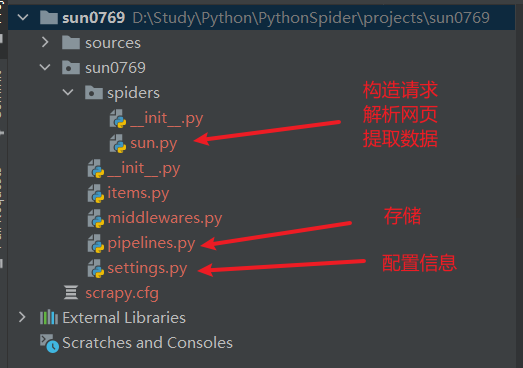 sun0769 D:\Study\Python\PythonSpider\projects\sun0769
sources
sun0769
spiders
__init__.py
sun.py
__init__.py
items.py
middlewares.py
pipelines.py
settings.py
scrapy.cfg
External Libraries
Scratches and Consoles
构造请求
解析网页
提取数据
存储
配置信息